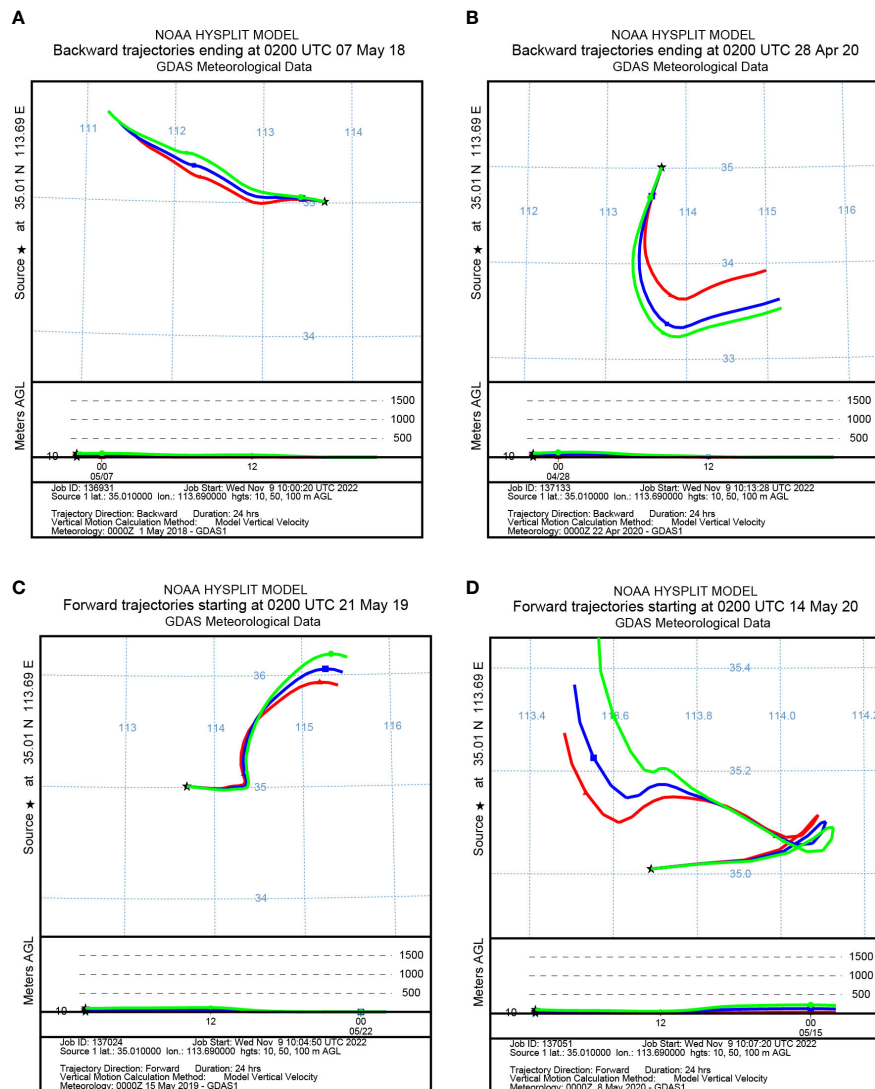 A
NOAA HYSPLIT MODEL
Backward trajectories ending at 0200 UTC 07 May 18
GDAS Meteorological Data
Source ★ at 35.01 N 113.69 E
111 112 113 114
35
34
Meters AGL
1500
1000
500
10
00 12
05/07
Job ID: 136931 Job Start: Wed Nov 9 10:00:20 UTC 2022
Source 1 lat.: 35.010000 lon.: 113.690000 hgts: 10, 50, 100 m AGL
Trajectory Direction: Backward Duration: 24 hrs
Vertical Motion Calculation Method: Model Vertical Velocity
Meteorology: 0000Z 1 May 2018 - GDAS1
B
NOAA HYSPLIT MODEL
Backward trajectories ending at 0200 UTC 28 Apr 20
GDAS Meteorological Data
Source ★ at 35.01 N 113.69 E
35
112 113 114 115 116
34
33
Meters AGL
1500
1000
500
10
00 12
04/28
Job ID: 137133 Job Start: Wed Nov 9 10:13:28 UTC 2022
Source 1 lat.: 35.010000 lon.: 113.690000 hgts: 10, 50, 100 m AGL
Trajectory Direction: Backward Duration: 24 hrs
Vertical Motion Calculation Method: Model Vertical Velocity
Meteorology: 0000Z 22 Apr 2020 - GDAS1
C
NOAA HYSPLIT MODEL
Forward trajectories starting at 0200 UTC 21 May 19
GDAS Meteorological Data
Source ★ at 35.01 N 113.69 E
36
113 114 115 116
35
34
Meters AGL
1500
1000
500
10
12 00
05/22
Job ID: 137024 Job Start: Wed Nov 9 10:04:50 UTC 2022
Source 1 lat.: 35.010000 lon.: 113.690000 hgts: 10, 50, 100 m AGL
Trajectory Direction: Forward Duration: 24 hrs
Vertical Motion Calculation Method: Model Vertical Velocity
Meteorology: 0000Z 15 May 2019 - GDAS1
D
NOAA HYSPLIT MODEL
Forward trajectories starting at 0200 UTC 14 May 20
GDAS Meteorological Data
Source ★ at 35.01 N 113.69 E
35.4
113.4 113.6 113.8 114.0 114.2
35.2
35.0
Meters AGL
1500
1000
500
10
12 00
05/15
Job ID: 137051 Job Start: Wed Nov 9 10:07:20 UTC 2022
Source 1 lat.: 35.010000 lon.: 113.690000 hgts: 10, 50, 100 m AGL
Trajectory Direction: Forward Duration: 24 hrs
Vertical Motion Calculation Method: Model Vertical Velocity
Meteorology: 0000Z 8 May 2020 - GDAS1